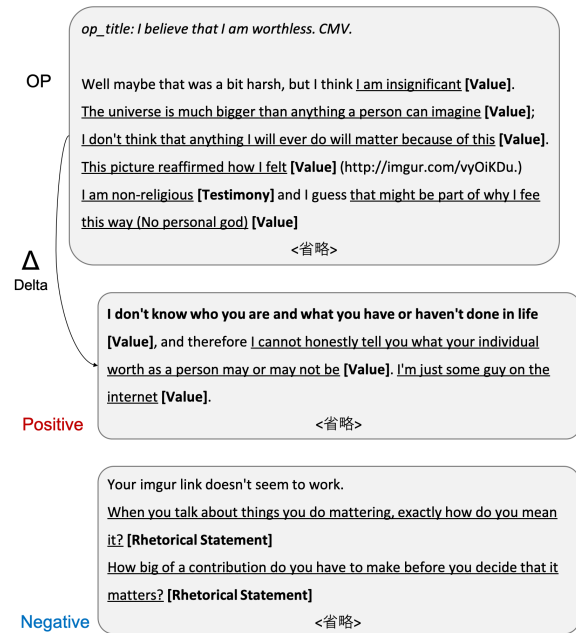 op_title: I believe that I am worthless. CMV.
OP
Well maybe that was a bit harsh, but I think I am insignificant [Value].
The universe is much bigger than anything a person can imagine [Value];
I don't think that anything I will ever do will matter because of this [Value].
This picture reaffirmed how I felt [Value] (http://imgur.com/vyOiKDu.)
I am non-religious [Testimony] and I guess that might be part of why I fee
this way (No personal god) [Value]
<省略>
Δ
Delta
I don't know who you are and what you have or haven't done in life
[Value], and therefore I cannot honestly tell you what your individual
worth as a person may or may not be [Value]. I'm just some guy on the
internet [Value].
Positive
<省略>
Your imgur link doesn't seem to work.
When you talk about things you do mattering, exactly how do you mean
it? [Rhetorical Statement]
How big of a contribution do you have to make before you decide that it
matters? [Rhetorical Statement]
Negative
<省略>